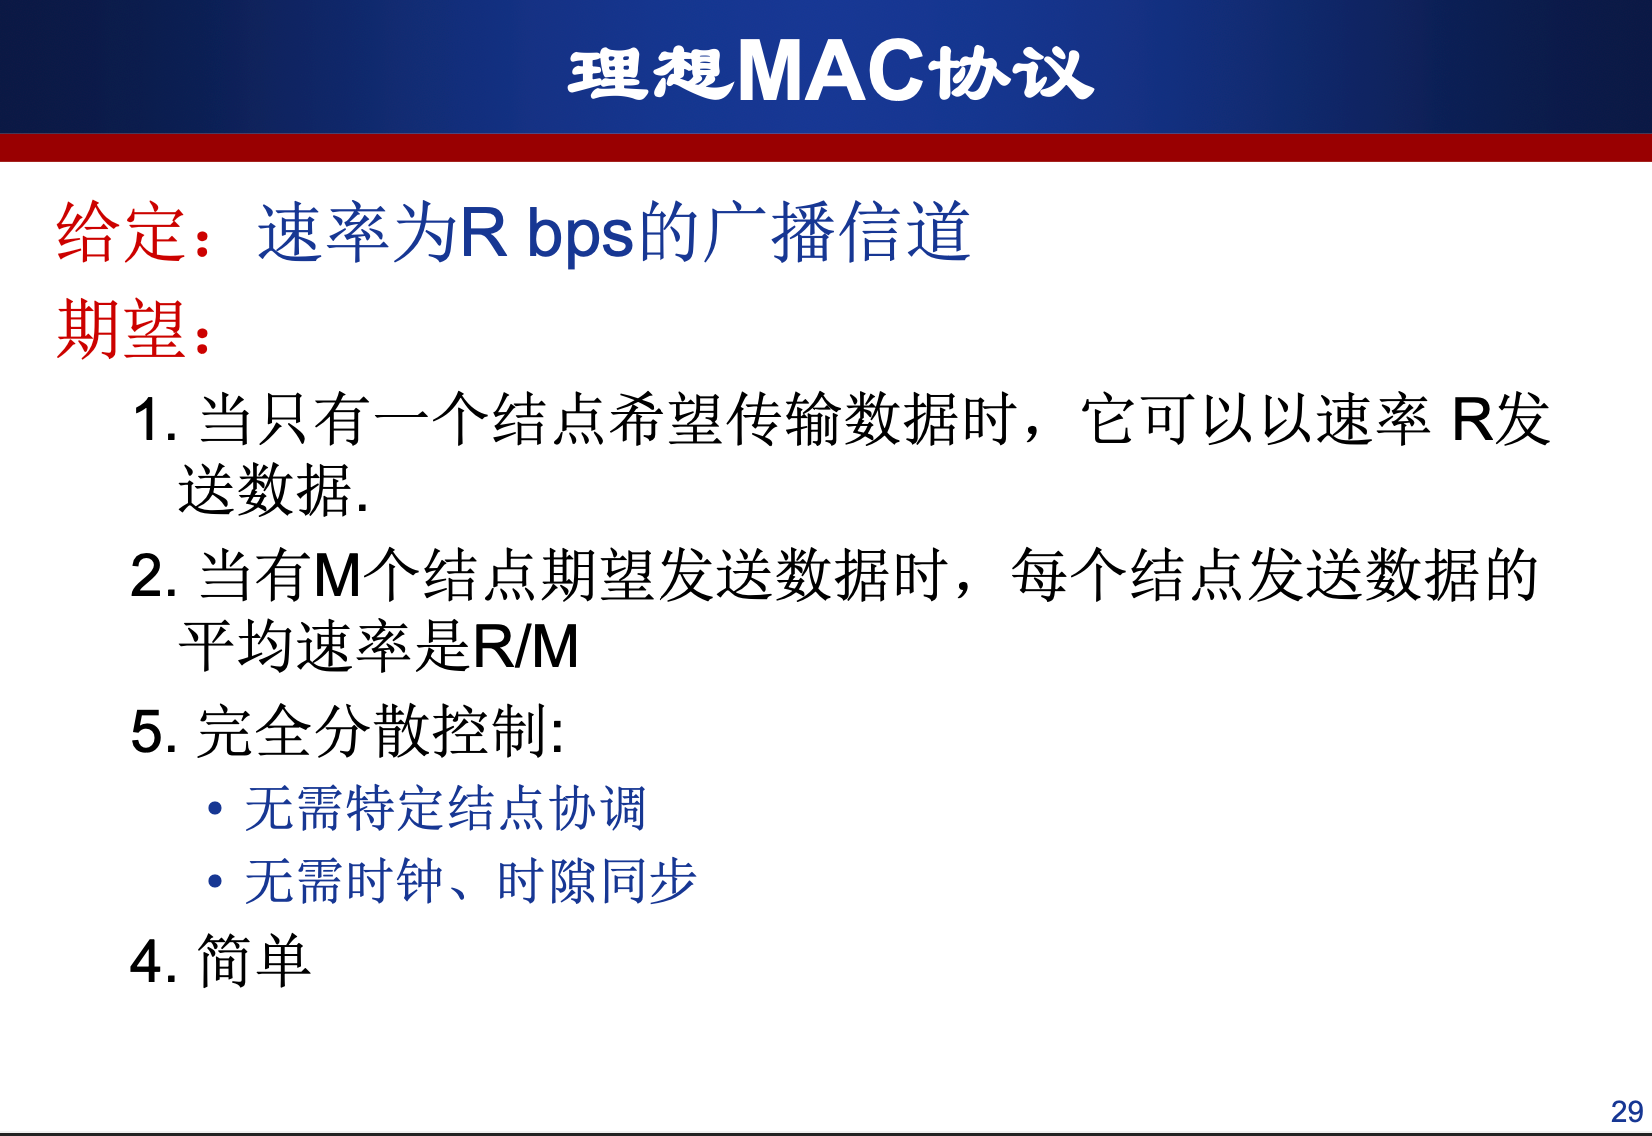 理想MAC协议
给定：速率为R bps的广播信道
期望：
1. 当只有一个结点希望传输数据时，它可以以速率 R发
送数据.
2. 当有M个结点期望发送数据时，每个结点发送数据的
平均速率是R/M
5. 完全分散控制:
• 无需特定结点协调
• 无需时钟、时隙同步
4. 简单
29